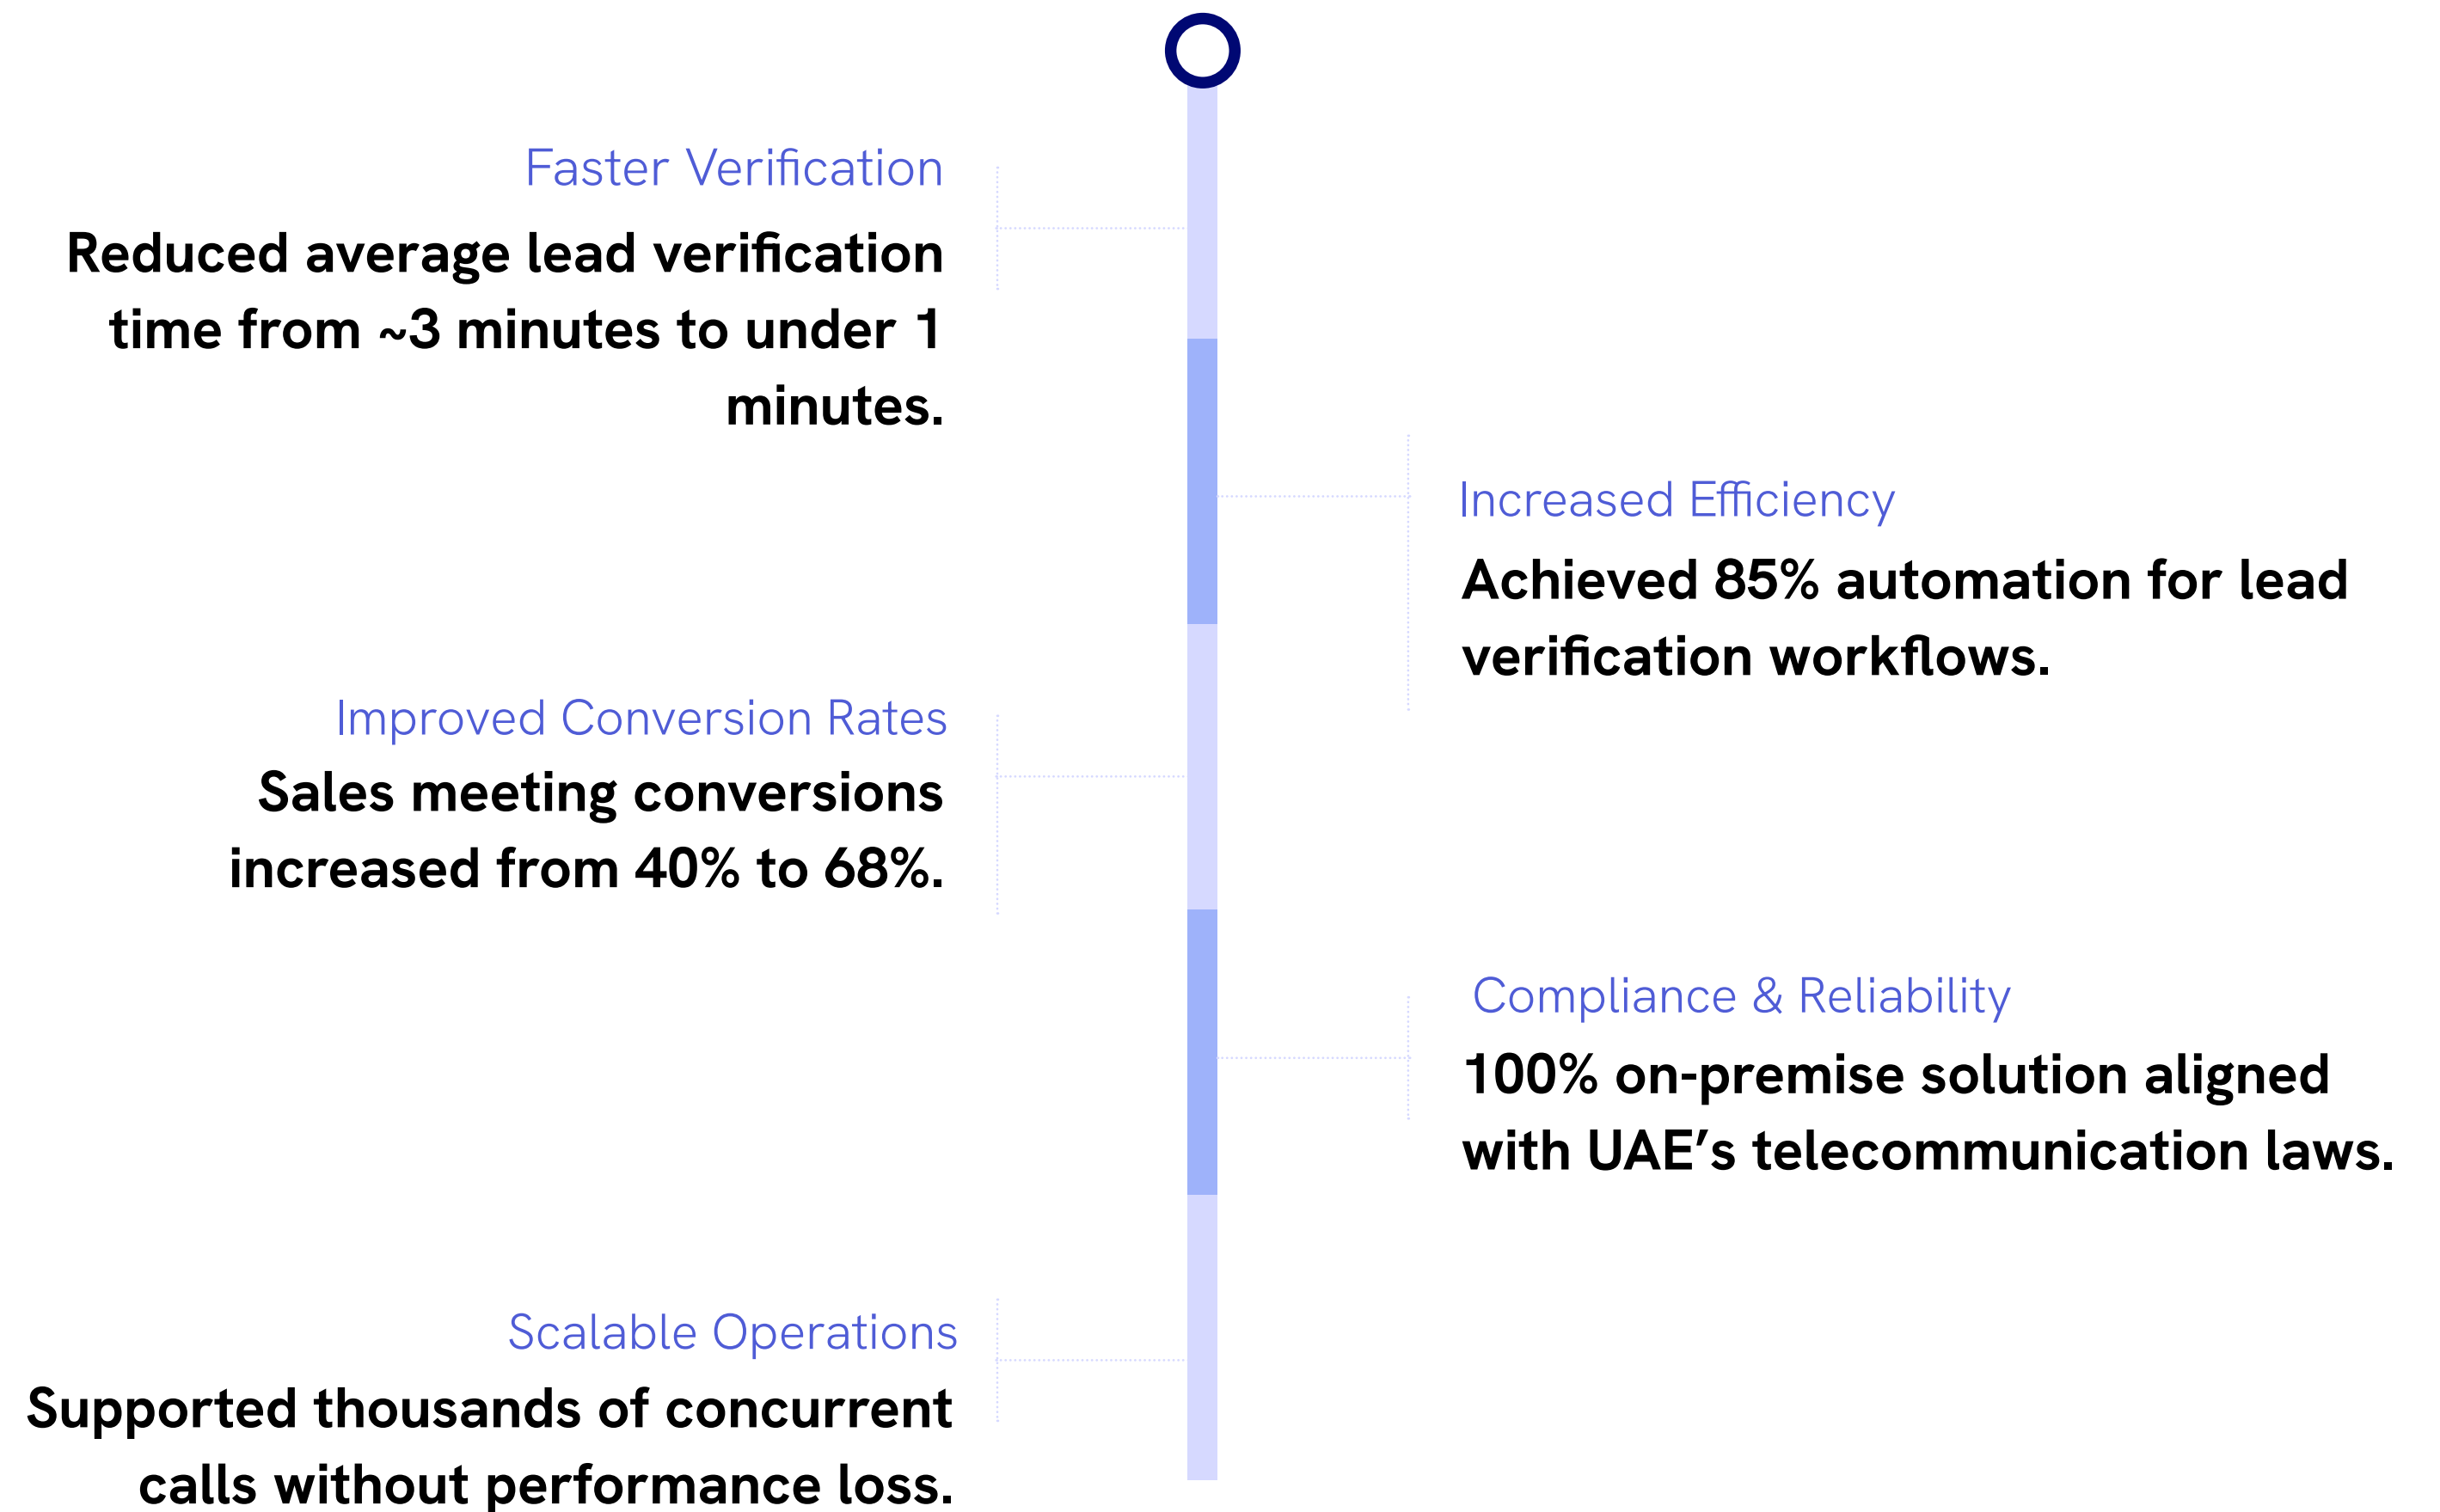 Faster Verification
Reduced average lead verification
time from ~3 minutes to under 1
minutes.
Increased Efficiency
Achieved 85% automation for lead
verification workflows.
Improved Conversion Rates
Sales meeting conversions
increased from 40% to 68%.
Compliance & Reliability
100% on-premise solution aligned
with UAE’s telecommunication laws.
Scalable Operations
Supported thousands of concurrent
calls without performance loss.